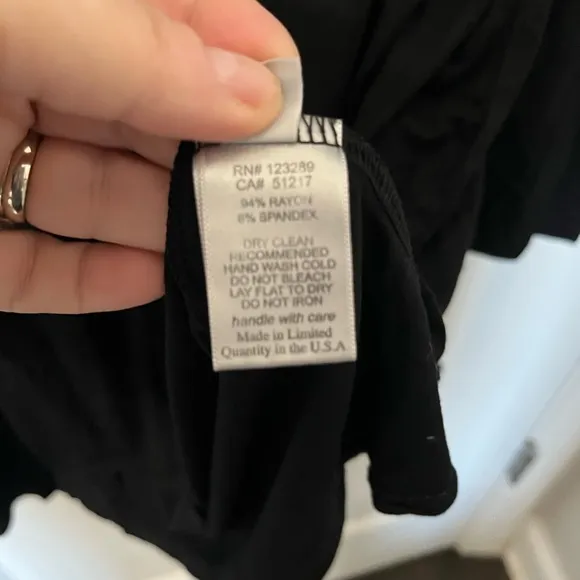 RN# 123289
CA# 51217
94% RAYON
6% SPANDEX
DRY CLEAN
RECOMMENDED
HAND WASH COLD
DO NOT BLEACH
LAY FLAT TO DRY
DO NOT IRON
handle with care
Made in Limited
Quantity in the U.S.A